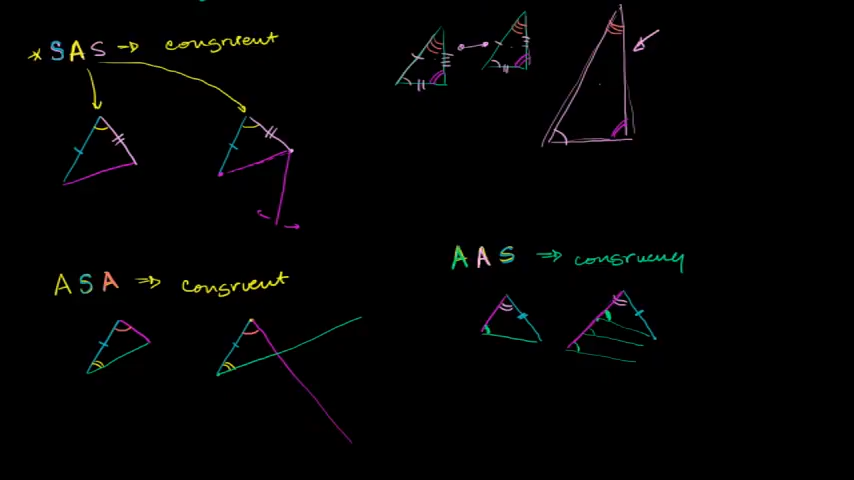 * SAS ⇒ congruent
ASA ⇒ congruent
AAS ⇒ congruency